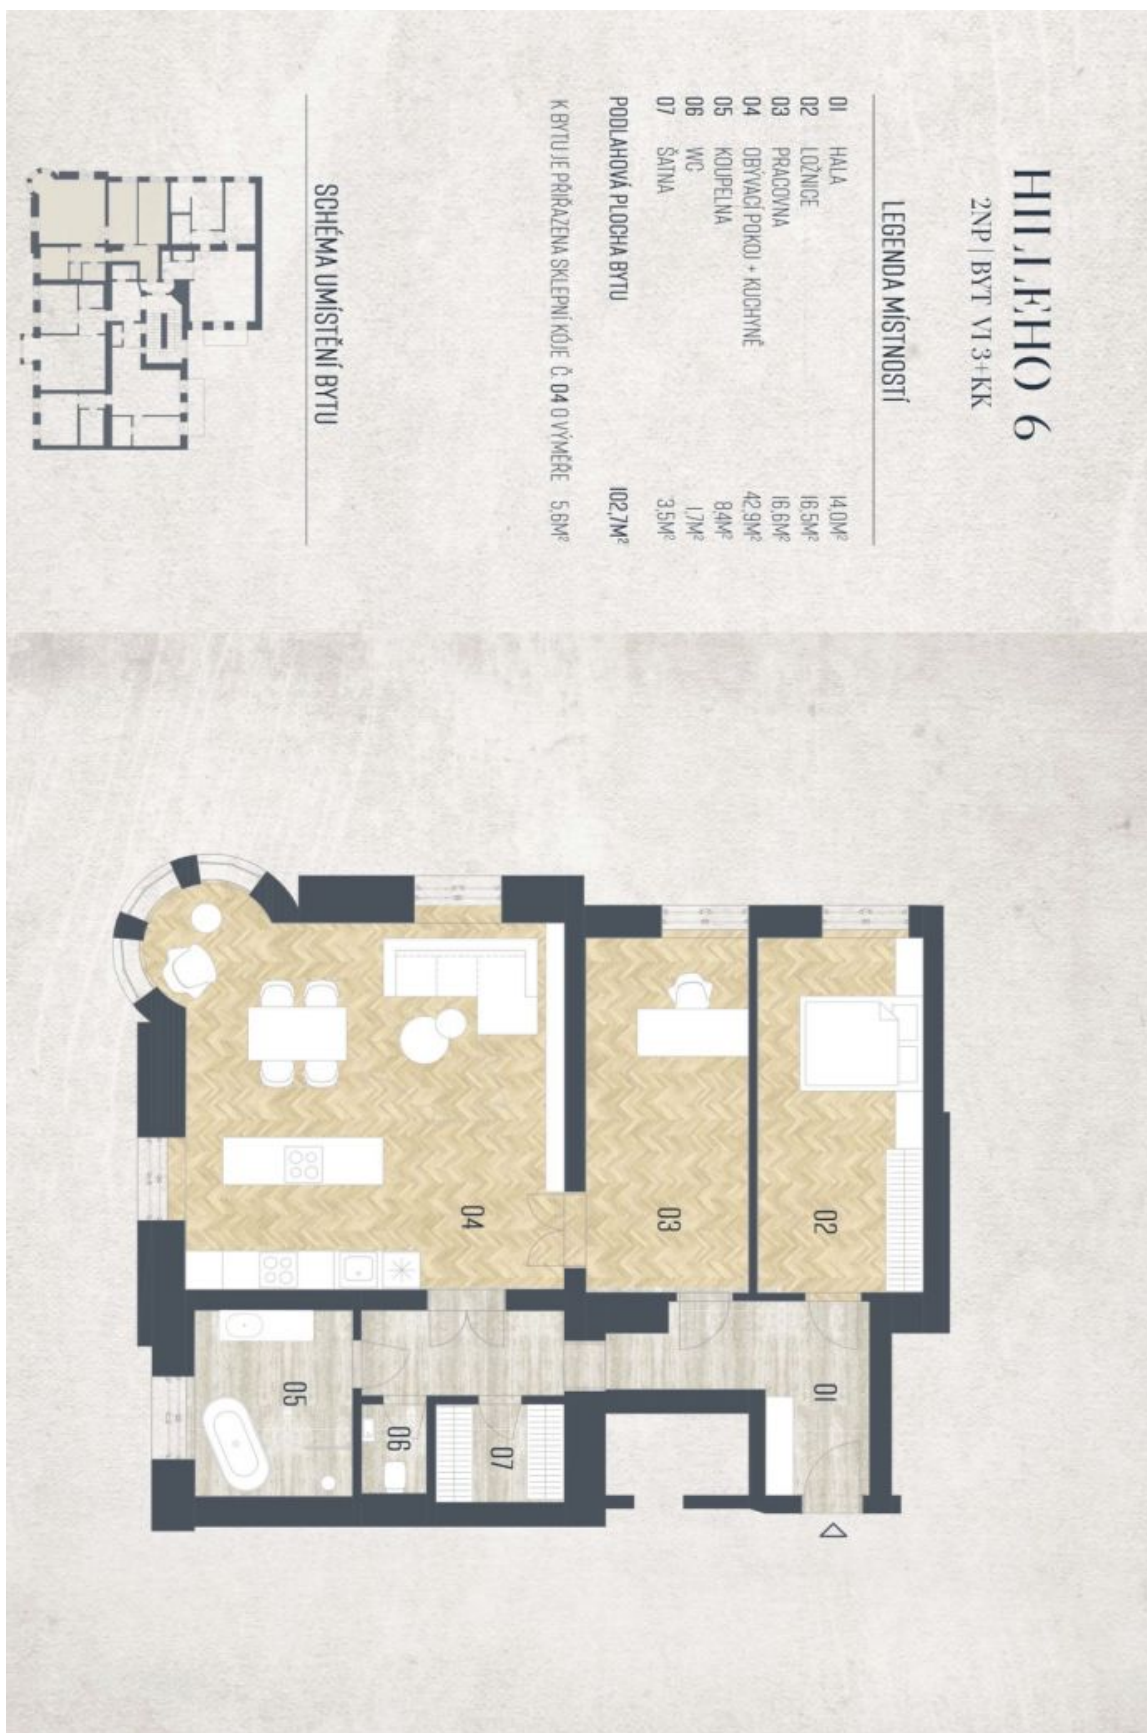 HILLEHO 6
2NP | BYT VI 3+KK
LEGENDA MÍSTNOSTÍ
01 HALA 14,0M²
02 LOŽNICE 16,5M²
03 PRACOVNA 16,6M²
04 OBÝVACÍ POKOJ + KUCHYNĚ 42,9M²
05 KOUPELNA 8,4M²
06 WC 1,7M²
07 ŠATNA 3,5M²
PODLAHOVÁ PLOCHA BYTU 102,7M²
K BYTU JE PŘIŘAZENA SKLEPNÍ KÓJE Č. 04 O VÝMĚŘE 5,6M²
SCHÉMA UMÍSTĚNÍ BYTU
02
03
04
01
07
06
05